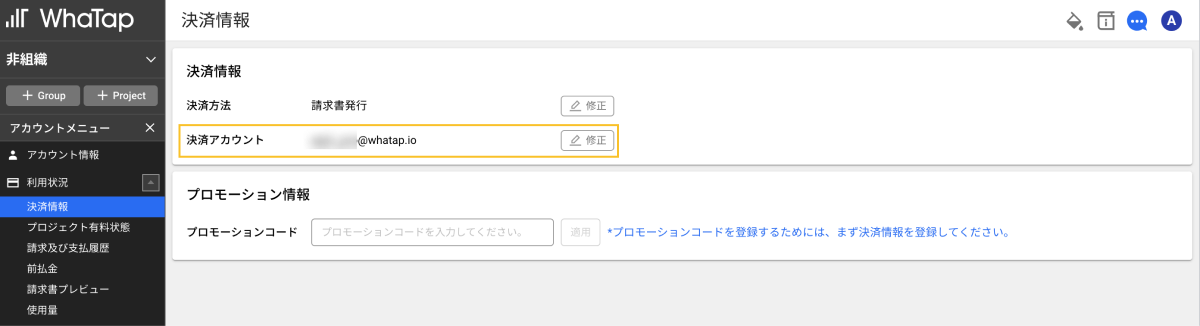 WhaTap
決済情報
A
非組織
+ Group
+ Project
アカウントメニュー
アカウント情報
利用状況
決済情報
プロジェクト有料状態
請求及び支払履歴
前払金
請求書プレビュー
使用量
決済情報
決済方法 請求書発行 修正
決済アカウント @whatap.io 修正
プロモーション情報
プロモーションコード プロモーションコードを入力してください。 適用 *プロモーションコードを登録するためには、まず決済情報を登録してください。